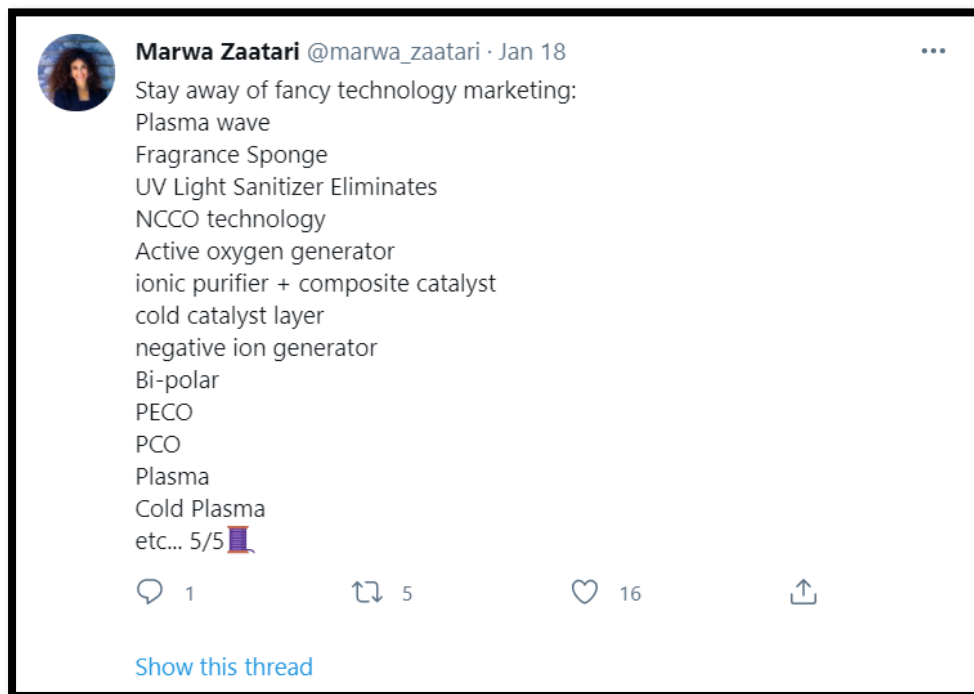 Marwa Zaatari @marwa_zaatari · Jan 18
Stay away of fancy technology marketing:
Plasma wave
Fragrance Sponge
UV Light Sanitizer Eliminates
NCCO technology
Active oxygen generator
ionic purifier + composite catalyst
cold catalyst layer
negative ion generator
Bi-polar
PECO
PCO
Plasma
Cold Plasma
etc... 5/5🧵
1 5 16
Show this thread